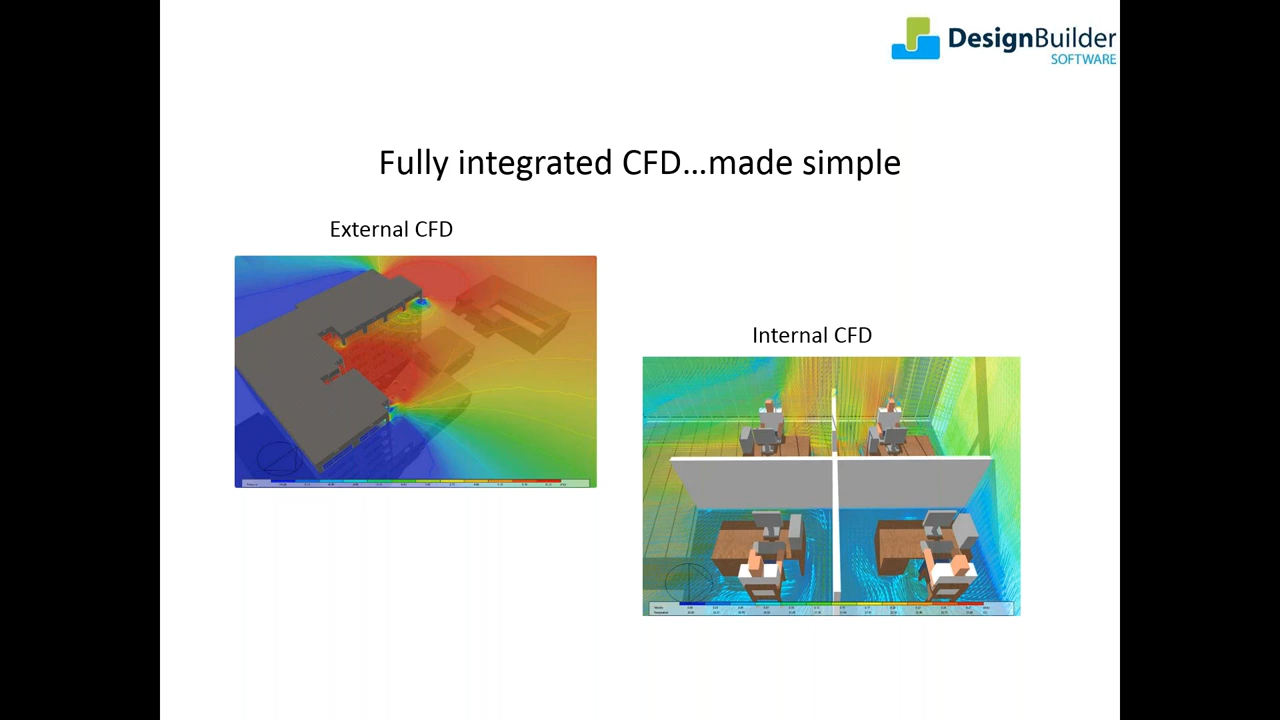 DesignBuilder
SOFTWARE
Fully integrated CFD...made simple
External CFD
Internal CFD